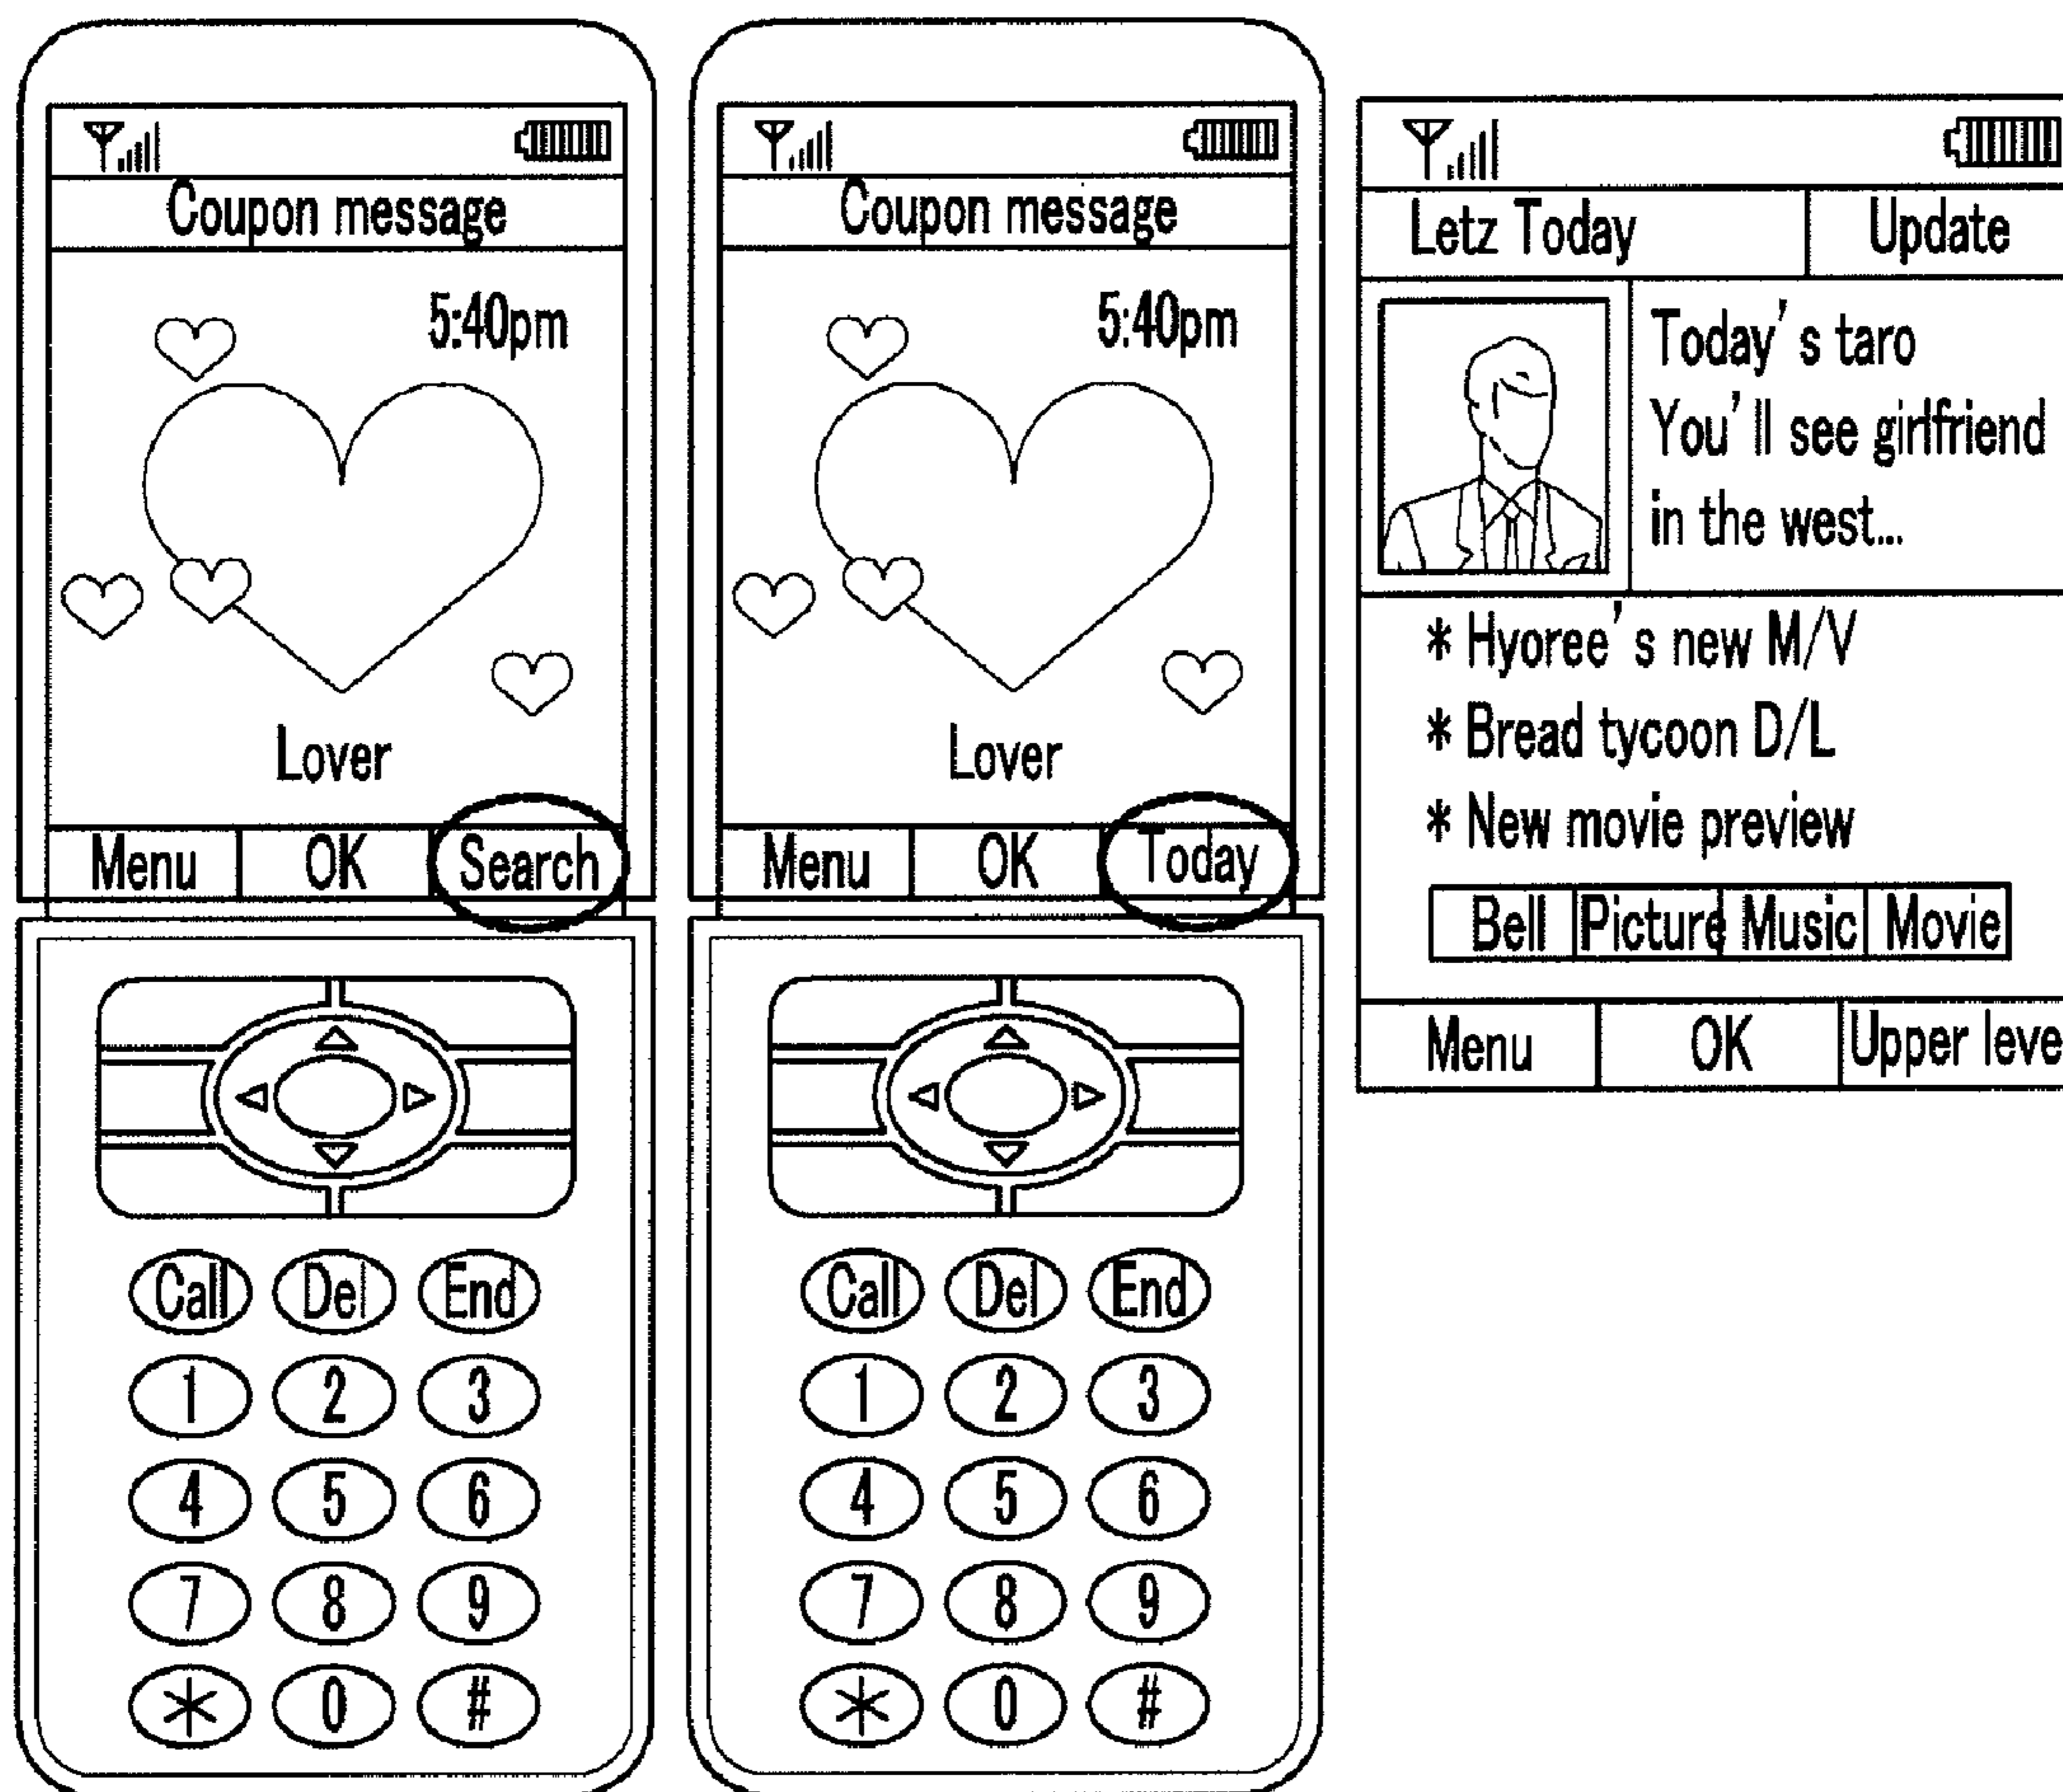 Coupon message
5:40pm
Lover
Menu OK Search
Call Del End
1 2 3
4 5 6
7 8 9
* 0 #
Coupon message
5:40pm
Lover
Menu OK Today
Call Del End
1 2 3
4 5 6
7 8 9
* 0 #
Letz Today Update
Today's taro
You'll see girlfriend
in the west...
* Hyoree's new M/V
* Bread tycoon D/L
* New movie preview
Bell Picture Music Movie
Menu OK Upper leve